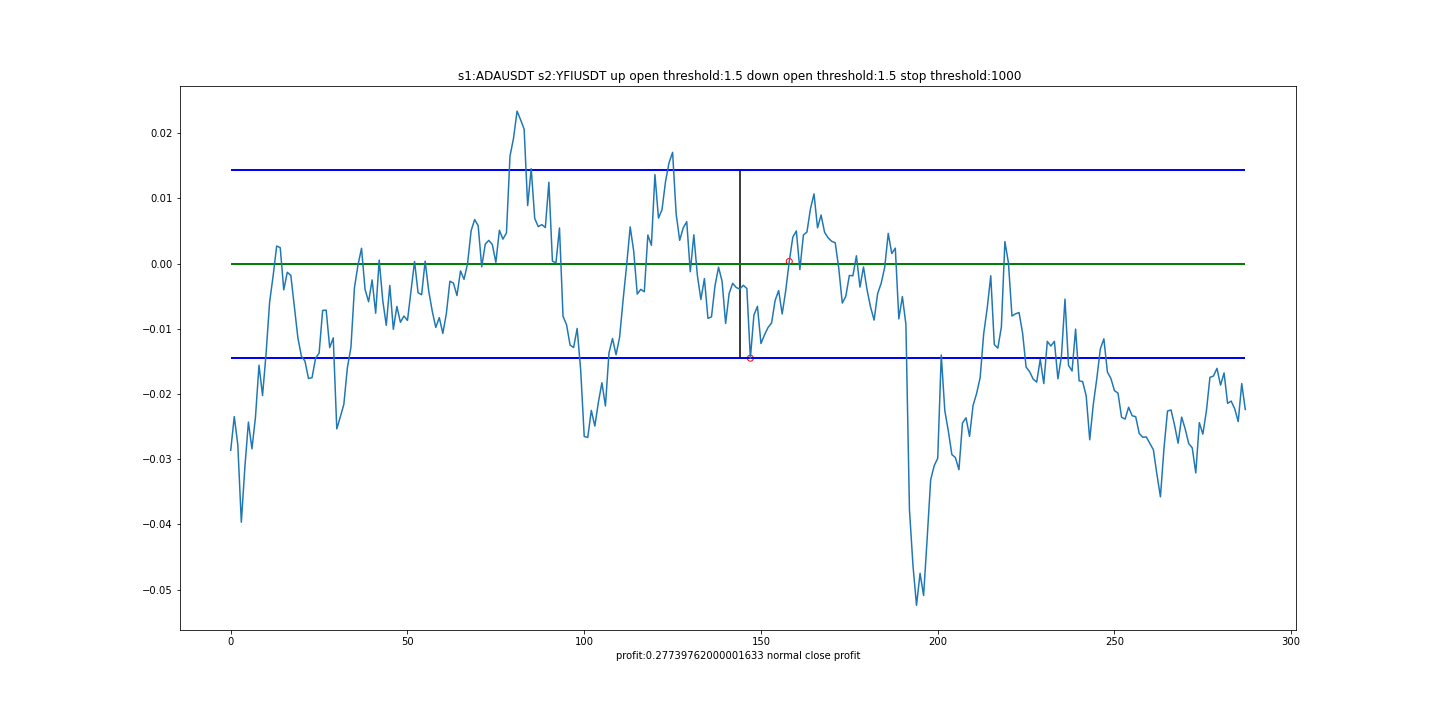 s1:ADAUSDT s2:YFIUSDT up open threshold:1.5 down open threshold:1.5 stop threshold:1000
0.02
0.01
0.00
−0.01
−0.02
−0.03
−0.04
−0.05
0 50 100 150 200 250 300
profit:0.27739762000001633 normal close profit